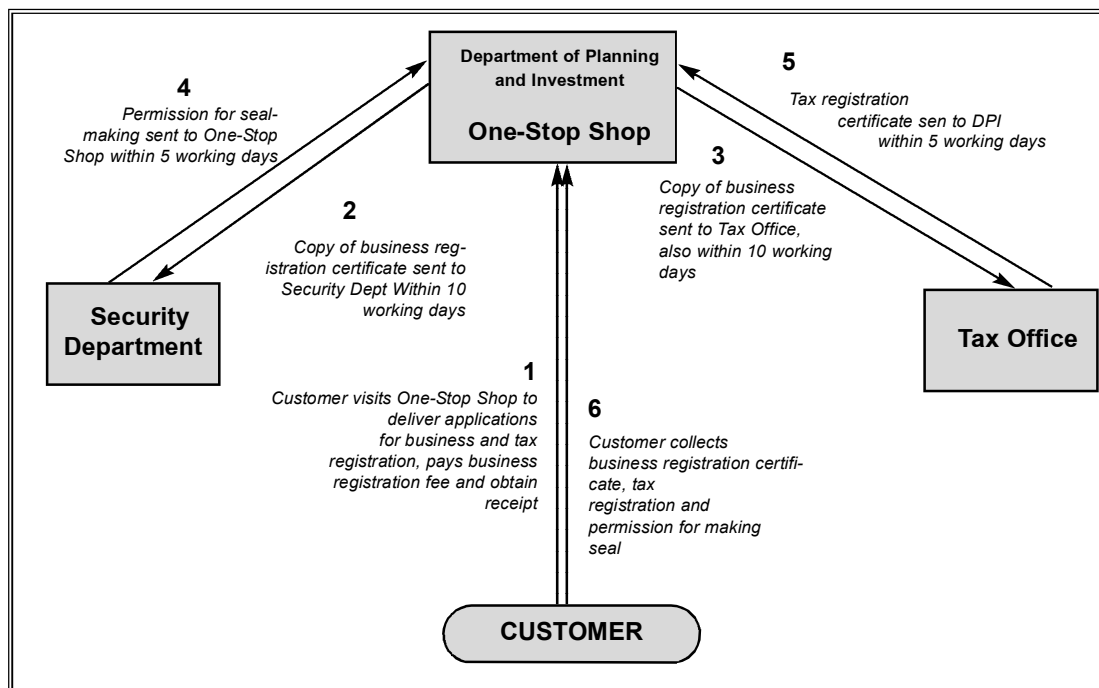 Department of Planning
and Investment
One-Stop Shop
4
Permission for seal-
making sent to One-Stop
Shop within 5 working days
5
Tax registration
certificate sen to DPI
within 5 working days
2
Copy of business reg-
istration certificate sent to
Security Dept Within 10
working days
3
Copy of business
registration certificate
sent to Tax Office,
also within 10 working
days
Security
Department
Tax Office
1
Customer visits One-Stop Shop to
deliver applications
for business and tax
registration, pays business
registration fee and obtain
receipt
6
Customer collects
business registration certifi-
cate, tax
registration and
permission for making
seal
CUSTOMER